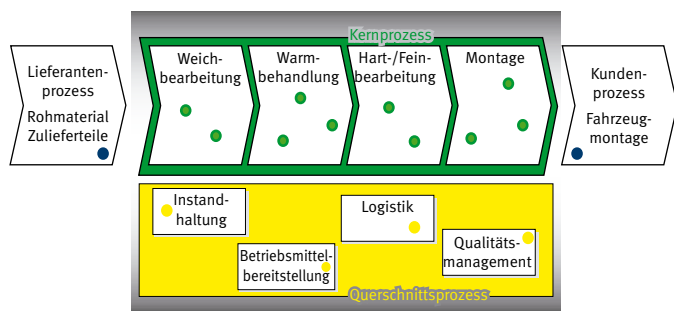 Kernprozess
Lieferanten-
prozess
Rohmaterial
Zulieferteile
Weich-
bearbeitung
Warm-
behandlung
Hart-/Fein-
bearbeitung
Montage
Kunden-
prozess
Fahrzeug-
montage
Instand-
haltung
Betriebsmittel-
bereitstellung
Logistik
Qualitäts-
management
Querschnittsprozess